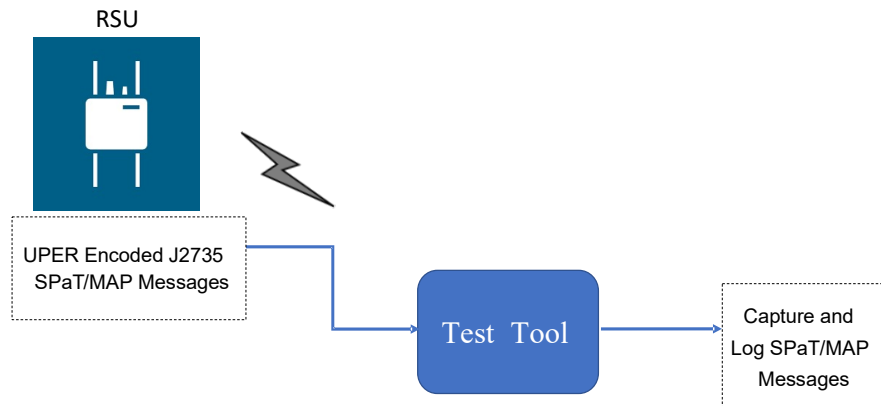 RSU
UPER Encoded J2735
SPaT/MAP Messages
Test Tool
Capture and
Log SPaT/MAP
Messages